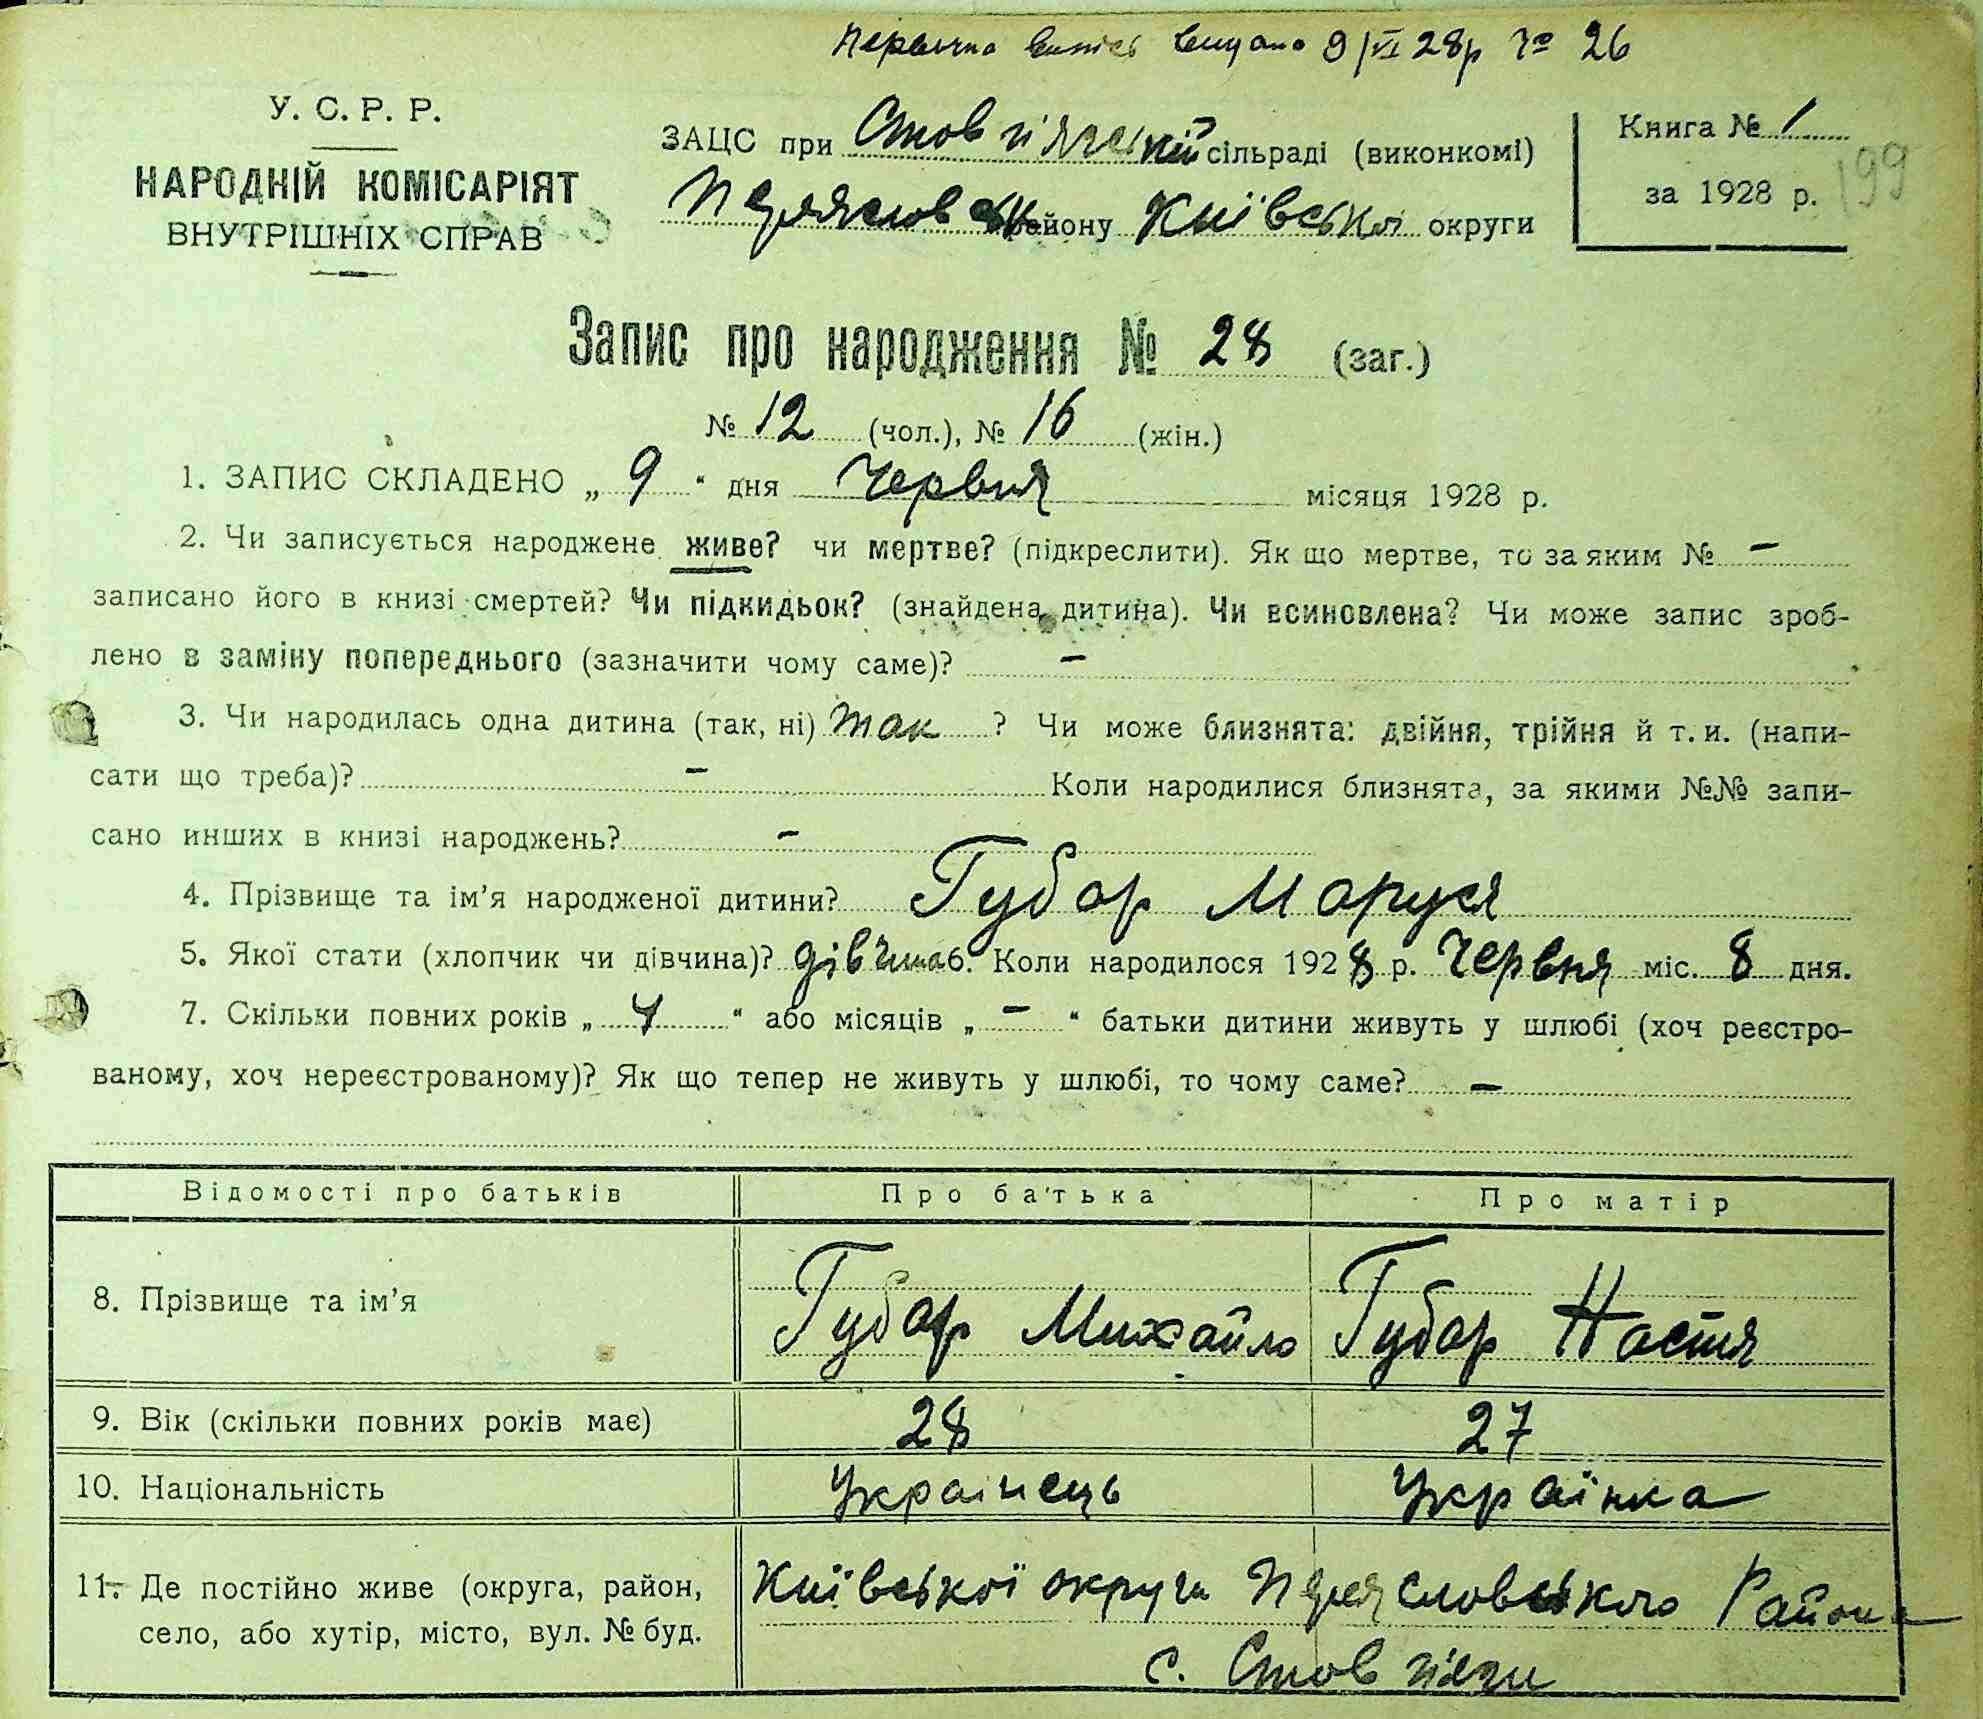 Первична випись видано 9/VI 28р № 26
У. С. Р. Р.
НАРОДНІЙ КОМІСАРІЯТ
ВНУТРІШНІХ СПРАВ
ЗАЦС при Стовп'язькій сільраді (виконкомі)
району Київської округи
Книга № 1
за 1928 р.
199
Запис про народження № 28 (заг.)
№ 12 (чол.), № 16 (жін.)
1. ЗАПИС СКЛАДЕНО „ 9 “ дня Червня місяця 1928 р.
2. Чи записується народжене живе? чи мертве? (підкреслити). Як що мертве, то за яким № –
записано його в книзі смертей? Чи підкидьок? (знайдена дитина). Чи всиновлена? Чи може запис зроб-
лено в заміну попереднього (зазначити чому саме)? –
3. Чи народилась одна дитина (так, ні) так ? Чи може близнята: двійня, трійня й т. и. (напи-
сати що треба)? – Коли народилися близнята, за якими №№ запи-
сано инших в книзі народжень? –
4. Прізвище та ім’я народженої дитини? Губар Маруся
5. Якої стати (хлопчик чи дівчина)? дівчина 6. Коли народилося 1928 р. Червня міс. 8 дня.
7. Скільки повних років „ 4 “ або місяців „ – “ батьки дитини живуть у шлюбі (хоч реєстро-
ваному, хоч нереєстрованому)? Як що тепер не живуть у шлюбі, то чому саме? –
Відомості про батьків Про батька Про матір
8. Прізвище та ім’я Губар Михайло Губар Настя
9. Вік (скільки повних років має) 28 27
10. Національність Українець Українка
11. Де постійно живе (округа, район, Київської округи Района
село, або хутір, місто, вул. № буд. с. Стовп'яги